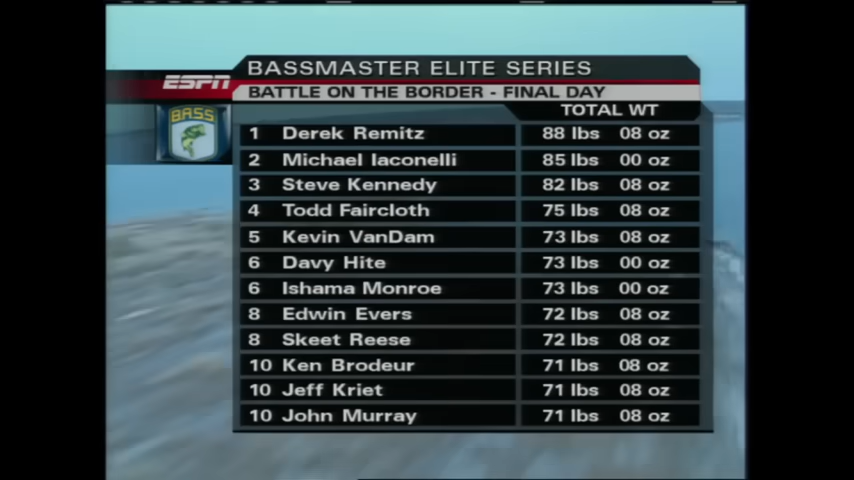 BASSMASTER ELITE SERIES
ESPN
BATTLE ON THE BORDER - FINAL DAY
TOTAL WT
BASS
1 Derek Remitz 88 lbs 08 oz
2 Michael Iaconelli 85 lbs 00 oz
3 Steve Kennedy 82 lbs 08 oz
4 Todd Faircloth 75 lbs 08 oz
5 Kevin VanDam 73 lbs 08 oz
6 Davy Hite 73 lbs 00 oz
6 Ishama Monroe 73 lbs 00 oz
8 Edwin Evers 72 lbs 08 oz
8 Skeet Reese 72 lbs 08 oz
10 Ken Brodeur 71 lbs 08 oz
10 Jeff Kriet 71 lbs 08 oz
10 John Murray 71 lbs 08 oz